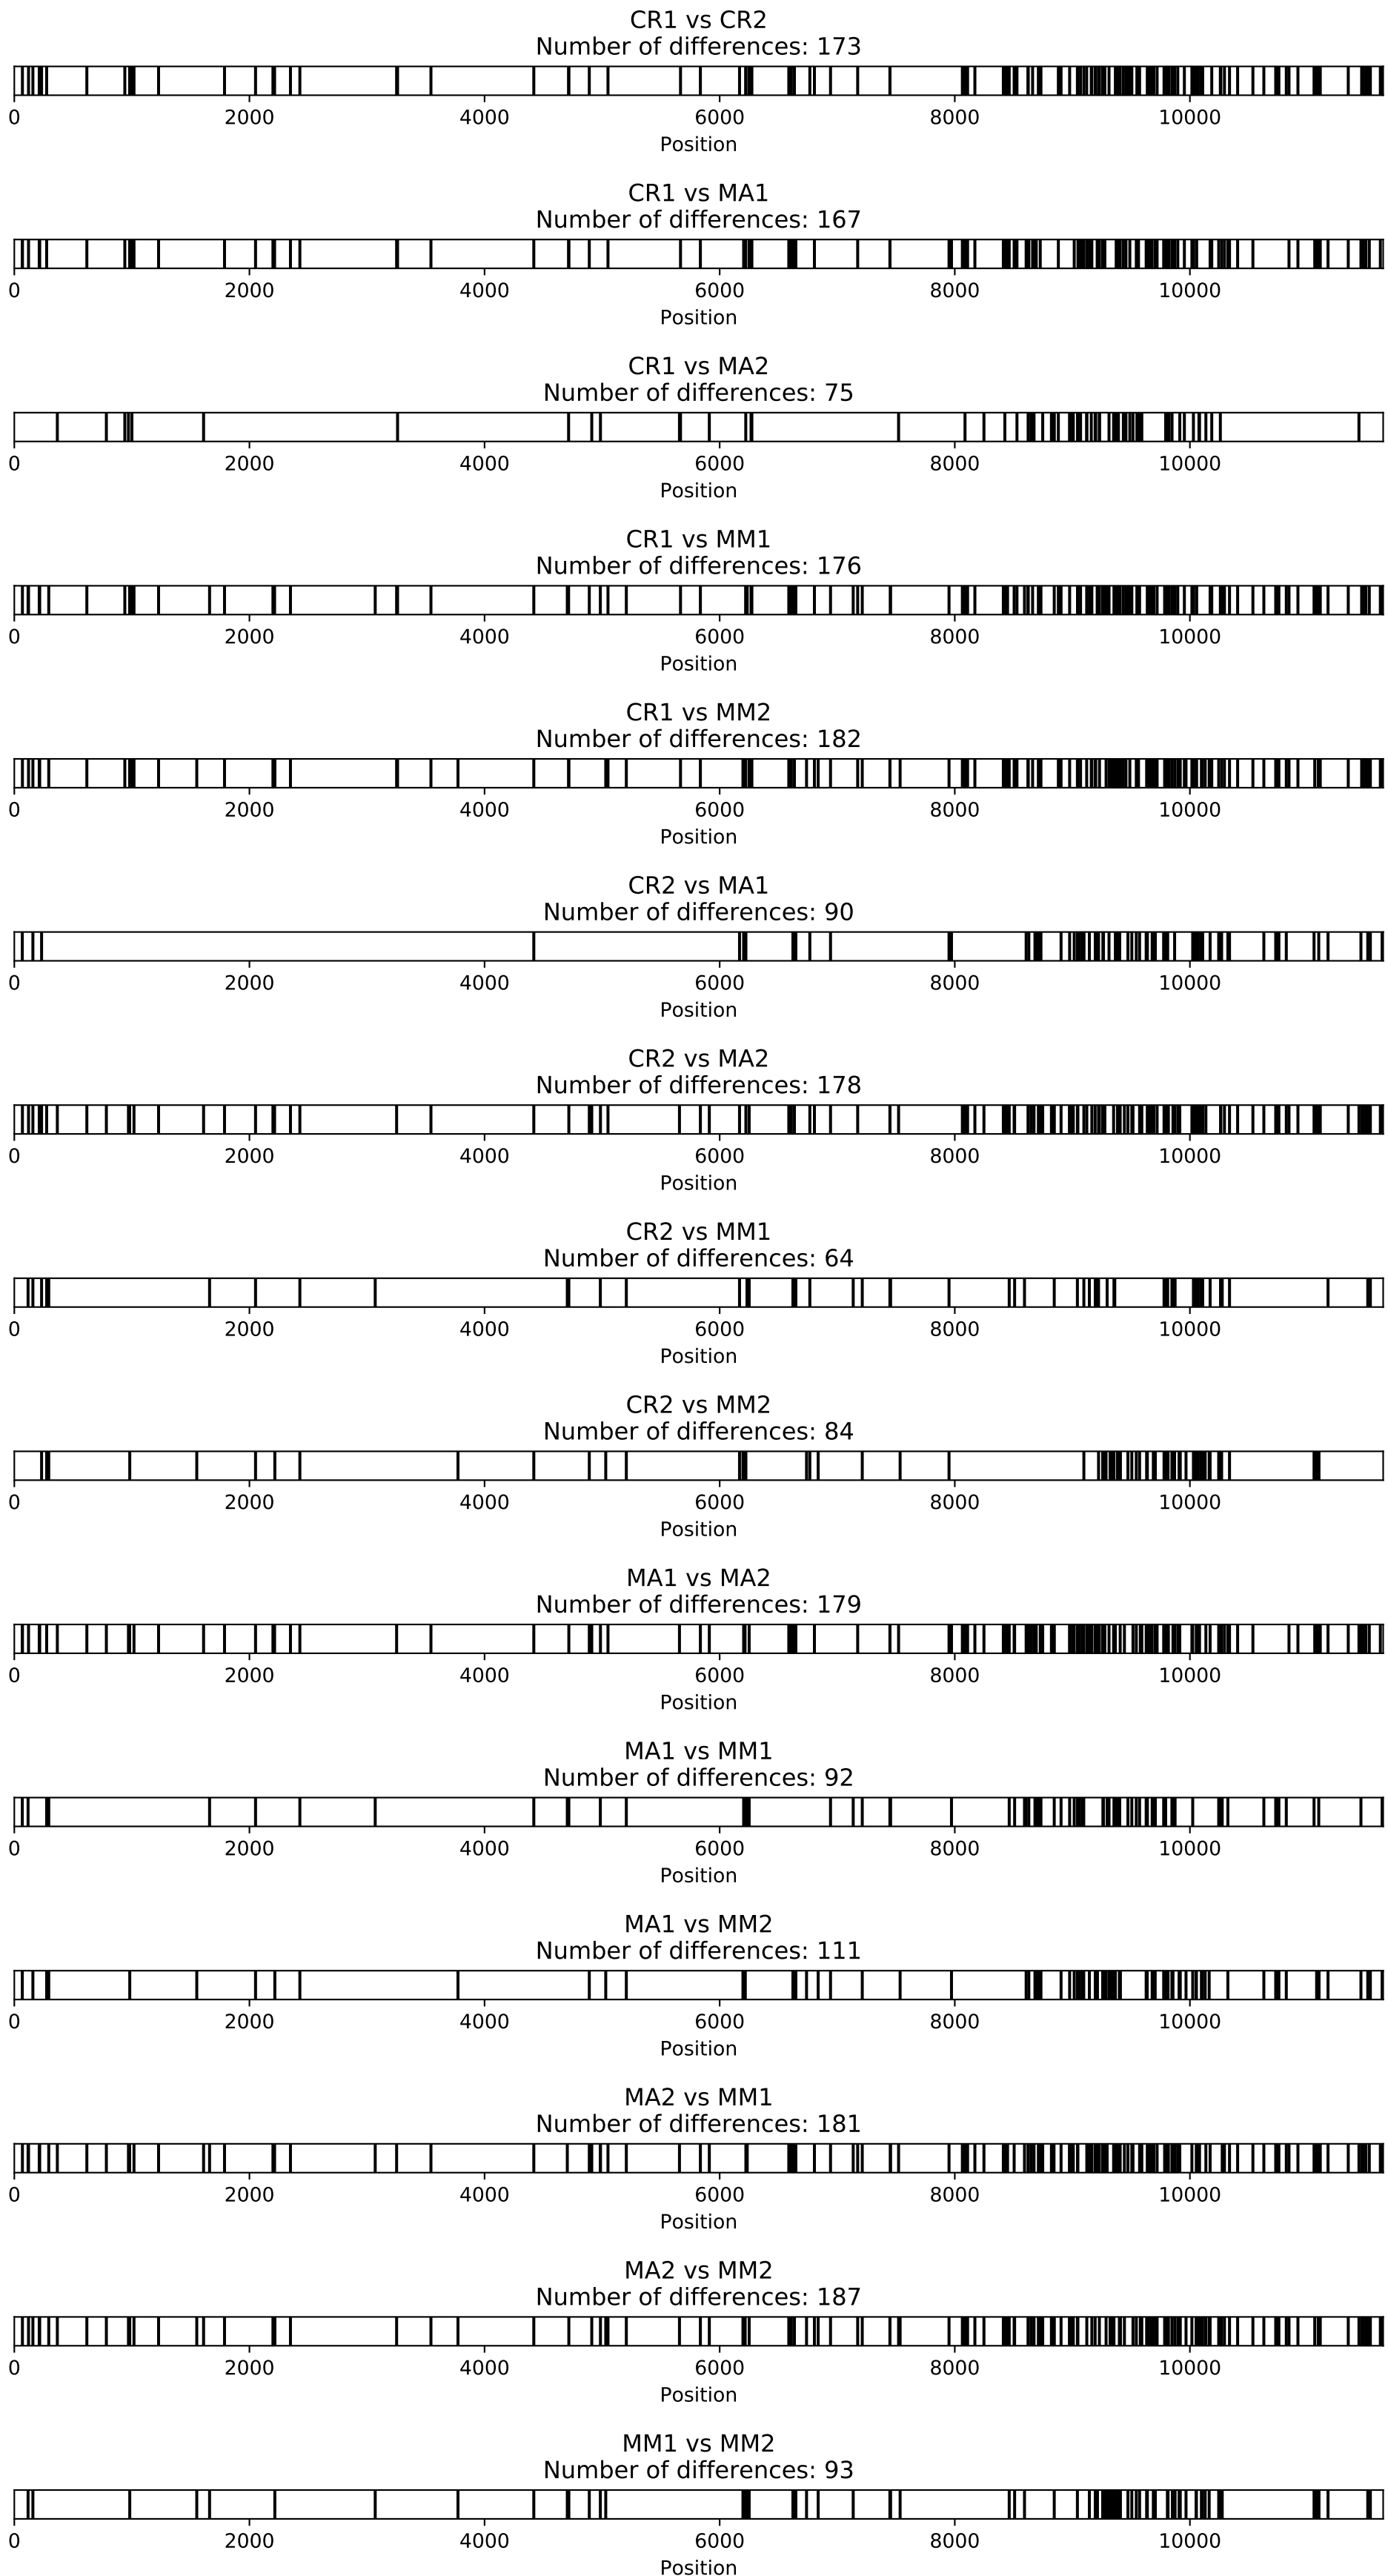 CR1 vs CR2
Number of differences: 173
0 2000 4000 6000 8000 10000
Position
CR1 vs MA1
Number of differences: 167
0 2000 4000 6000 8000 10000
Position
CR1 vs MA2
Number of differences: 75
0 2000 4000 6000 8000 10000
Position
CR1 vs MM1
Number of differences: 176
0 2000 4000 6000 8000 10000
Position
CR1 vs MM2
Number of differences: 182
0 2000 4000 6000 8000 10000
Position
CR2 vs MA1
Number of differences: 90
0 2000 4000 6000 8000 10000
Position
CR2 vs MA2
Number of differences: 178
0 2000 4000 6000 8000 10000
Position
CR2 vs MM1
Number of differences: 64
0 2000 4000 6000 8000 10000
Position
CR2 vs MM2
Number of differences: 84
0 2000 4000 6000 8000 10000
Position
MA1 vs MA2
Number of differences: 179
0 2000 4000 6000 8000 10000
Position
MA1 vs MM1
Number of differences: 92
0 2000 4000 6000 8000 10000
Position
MA1 vs MM2
Number of differences: 111
0 2000 4000 6000 8000 10000
Position
MA2 vs MM1
Number of differences: 181
0 2000 4000 6000 8000 10000
Position
MA2 vs MM2
Number of differences: 187
0 2000 4000 6000 8000 10000
Position
MM1 vs MM2
Number of differences: 93
0 2000 4000 6000 8000 10000
Position